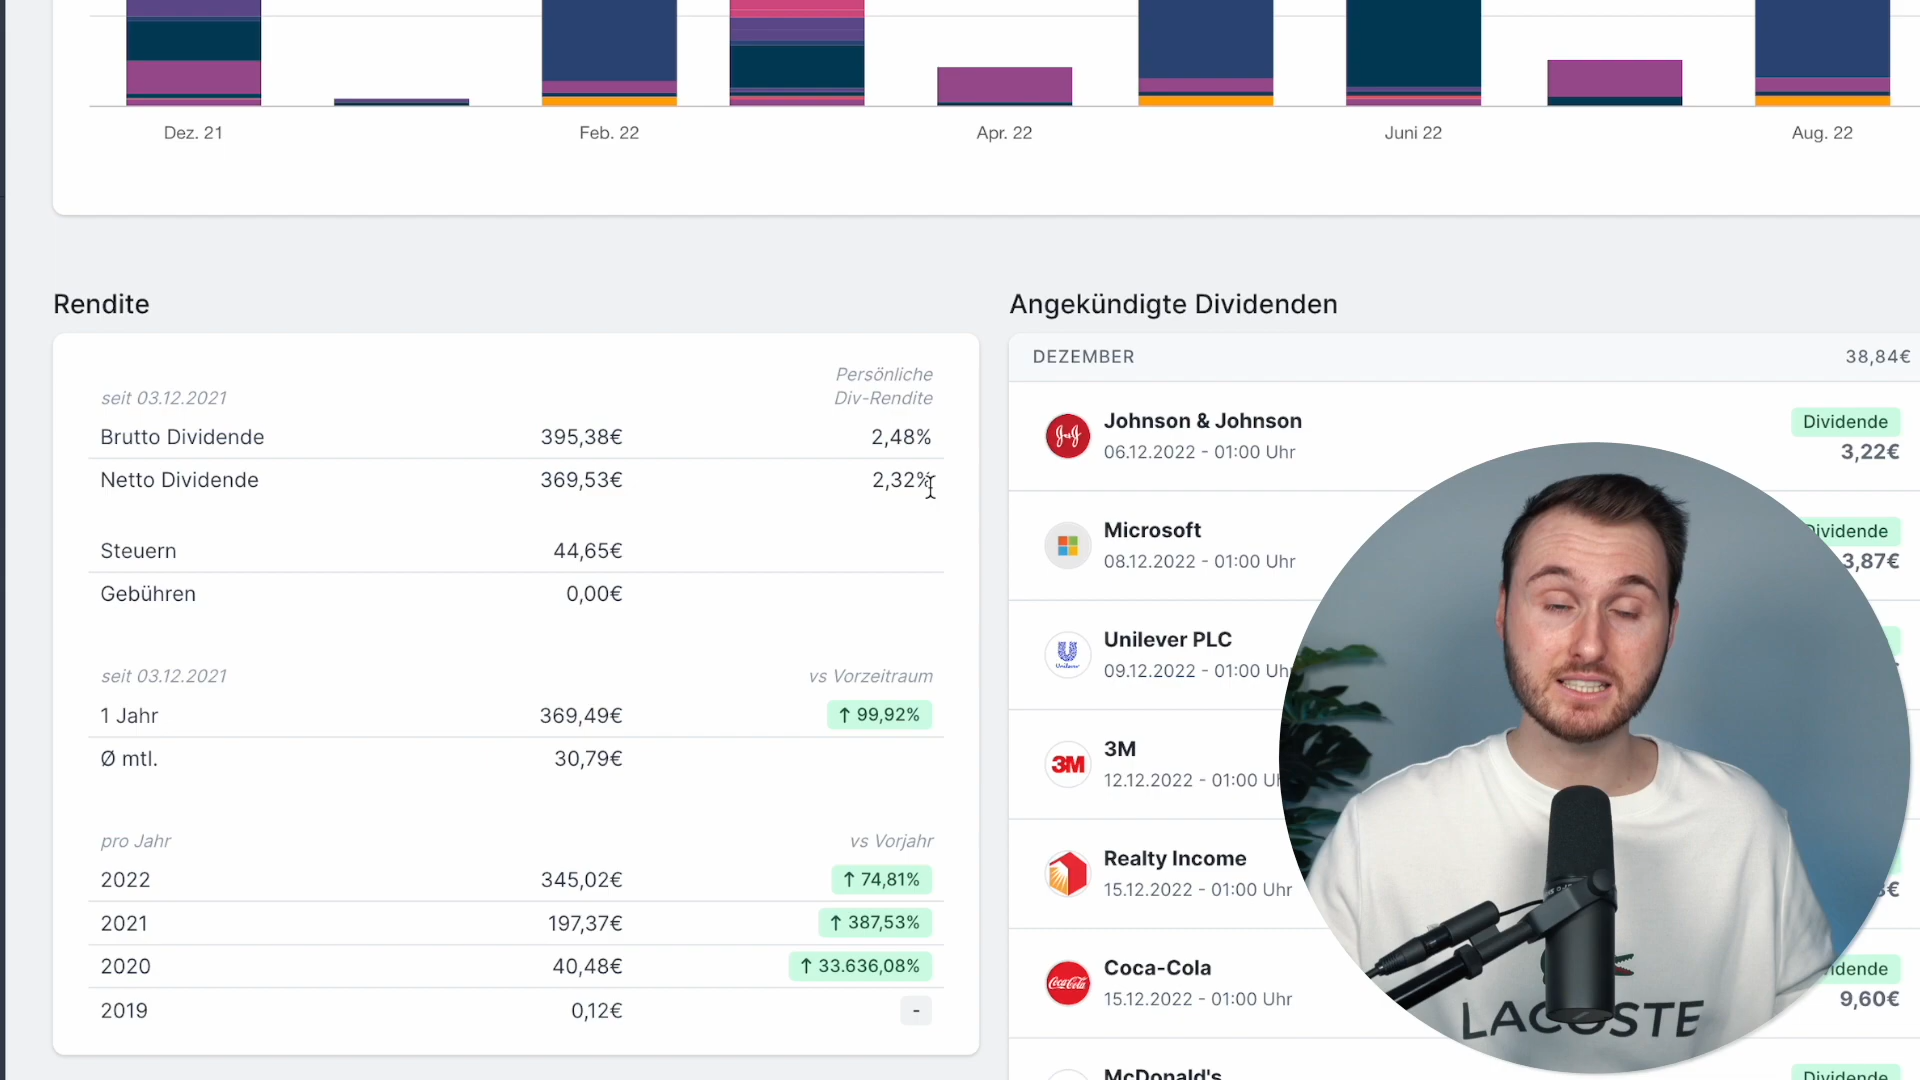 Dez. 21
Feb. 22
Apr. 22
Juni 22
Aug. 22
Rendite
seit 03.12.2021
Persönliche
Div-Rendite
Brutto Dividende 395,38€ 2,48%
Netto Dividende 369,53€ 2,32%
Steuern 44,65€
Gebühren 0,00€
seit 03.12.2021 vs Vorzeitraum
1 Jahr 369,49€ ↑ 99,92%
Ø mtl. 30,79€
pro Jahr vs Vorjahr
2022 345,02€ ↑ 74,81%
2021 197,37€ ↑ 387,53%
2020 40,48€ ↑ 33.636,08%
2019 0,12€ -
Angekündigte Dividenden
DEZEMBER 38,84€
Johnson & Johnson Dividende
06.12.2022 - 01:00 Uhr 3,22€
Microsoft Dividende
08.12.2022 - 01:00 Uhr 3,87€
Unilever
Unilever PLC
09.12.2022 - 01:00 Uhr
3M
3M
12.12.2022 - 01:00 Uhr
Realty Income
15.12.2022 - 01:00 Uhr
Coca-Cola
Coca-Cola
15.12.2022 - 01:00 Uhr 9,60€
McDonald's Dividende
LACOSTE